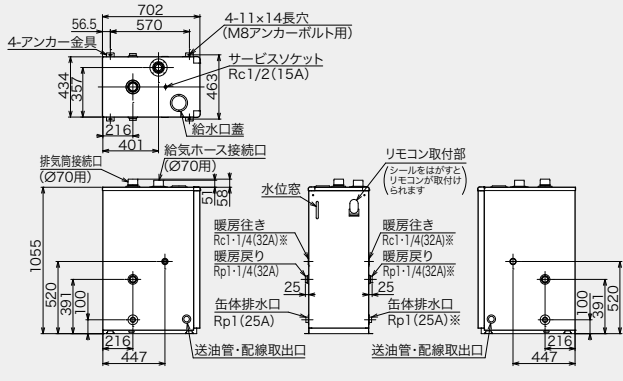 702
56.5
570
4-11×14長穴
(M8アンカーボルト用)
4-アンカー金具
サービスソケット
Rc1/2(15A)
434
357
463
216
401
給水口蓋
排気筒接続口
(Ø70用)
給気ホース接続口
(Ø70用)
51
58
リモコン取付部
(シールをはがすと
リモコンが取付け
られます)
水位窓
暖房往き
Rc1・1/4(32A)※
暖房戻り
Rp1・1/4(32A)
25
缶体排水口
Rp1(25A)
暖房往き
Rc1・1/4(32A)※
暖房戻り
Rp1・1/4(32A)※
25
缶体排水口
Rp1(25A)※
1055
520
391
100
216
447
送油管・配線取出口
送油管・配線取出口
100
391
520
216
447